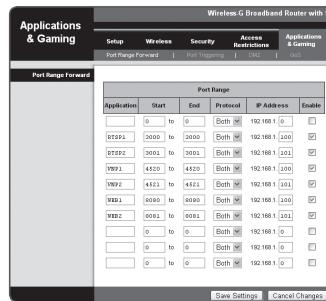 Wireless-G Broadband Router with
Applications
& Gaming
Setup Wireless Security Access Restrictions Applications & Gaming
Port Range Forward | Port Triggering | DMZ | QoS
Port Range Forward
Port Range
Application Start End Protocol IP Address Enable
0 to 0 Both 192.168.1. 0
RTSP1 3000 to 3000 Both 192.168.1. 100
RTSP2 3001 to 3001 Both 192.168.1. 101
VNP1 4520 to 4520 Both 192.168.1. 100
VNP2 4521 to 4521 Both 192.168.1. 101
WEB1 8080 to 8080 Both 192.168.1. 100
WEB2 8081 to 8081 Both 192.168.1. 101
0 to 0 Both 192.168.1. 0
0 to 0 Both 192.168.1. 0
0 to 0 Both 192.168.1. 0
Save Settings Cancel Changes